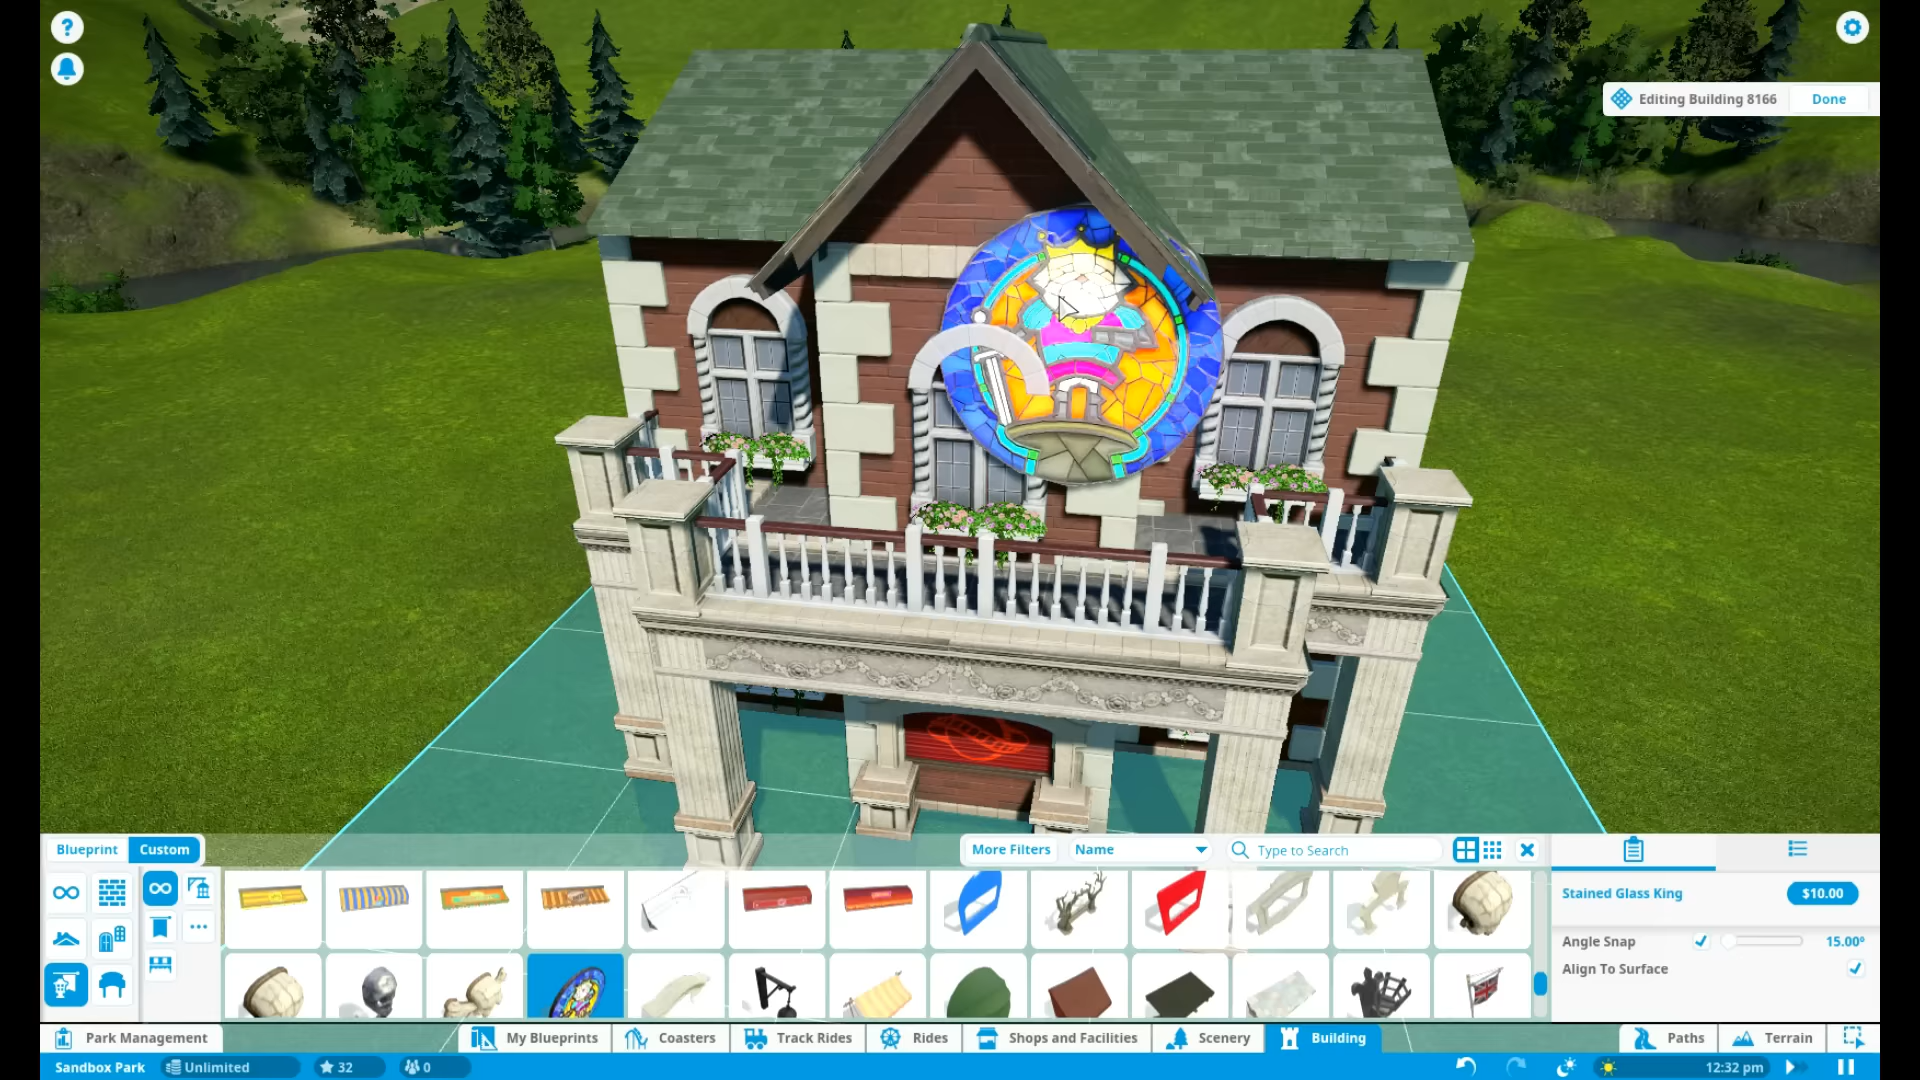 ?
Editing Building 8166 Done
Blueprint Custom
More Filters Name Type to Search
Stained Glass King $10.00
Angle Snap 15.00°
Align To Surface
Park Management My Blueprints Coasters Track Rides Rides Shops and Facilities Scenery Building Paths Terrain
Sandbox Park Unlimited 32 0 12:32 pm